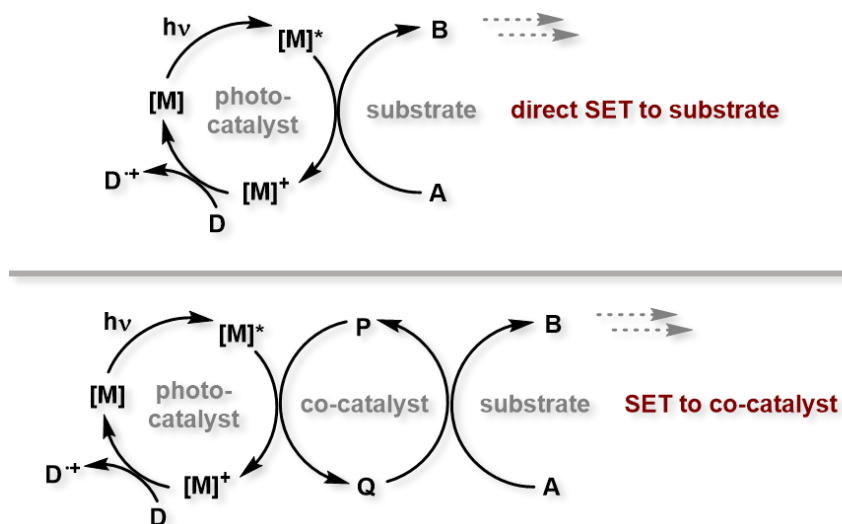 hν
[M]*
B
[M]
photo-
catalyst
substrate
direct SET to substrate
D·+
[M]+
A
D
hν
[M]*
P
B
[M]
photo-
catalyst
co-catalyst
substrate
SET to co-catalyst
D·+
[M]+
Q
A
D